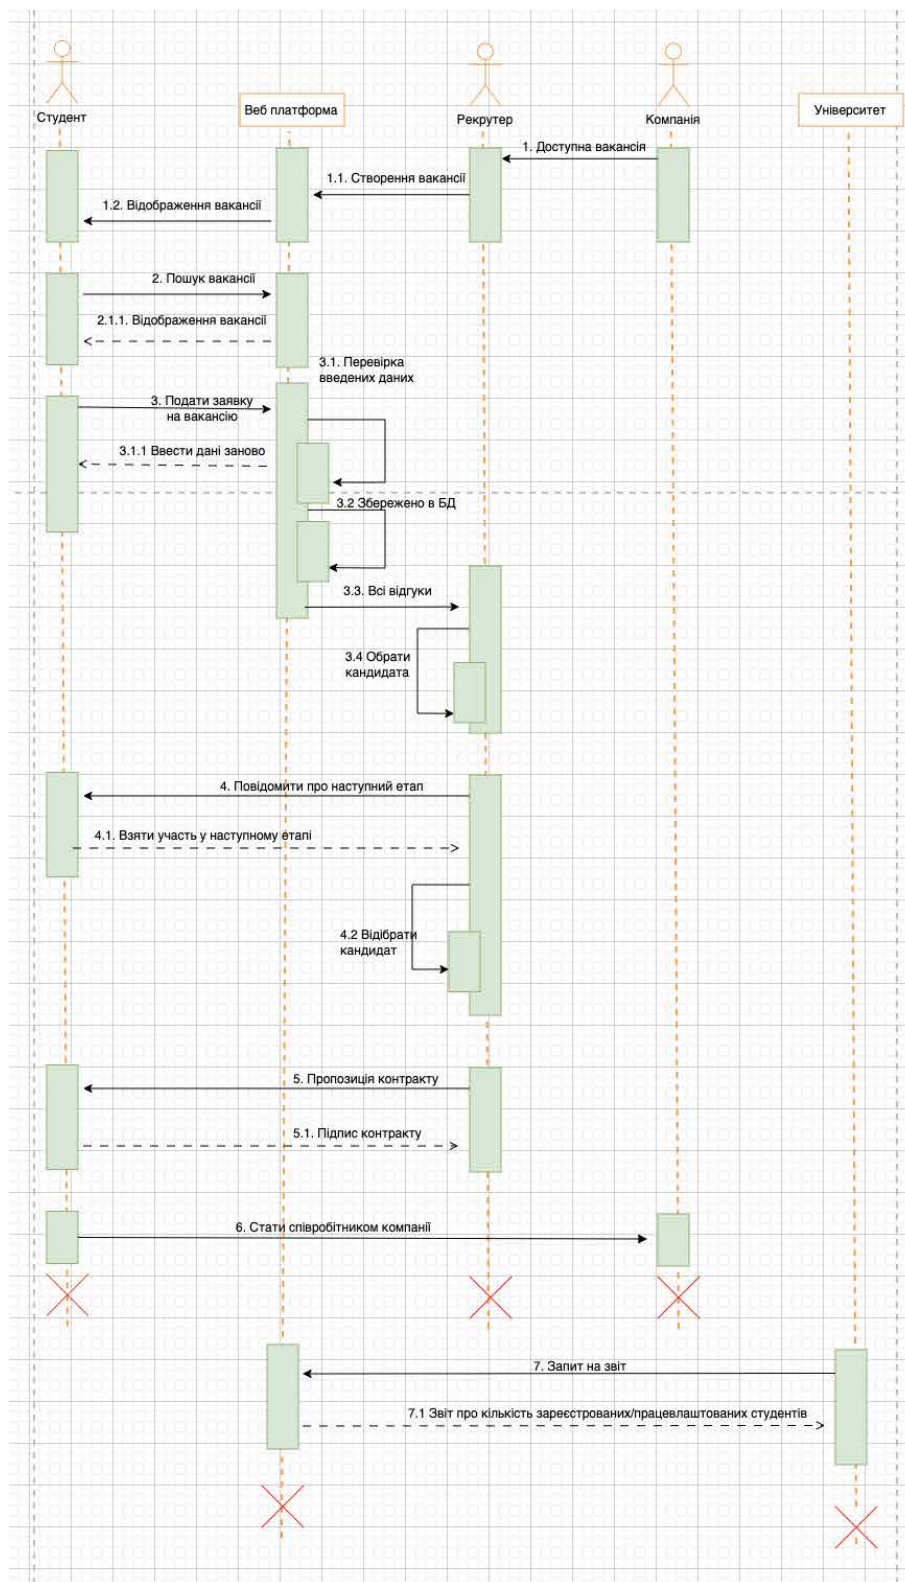 Студент
Веб платформа
Рекрутер
Компанія
Університет
1. Доступна вакансія
1.1. Створення вакансії
1.2. Відображення вакансії
2. Пошук вакансії
2.1.1. Відображення вакансії
3.1. Перевірка
введених даних
3. Подати заявку
на вакансію
3.1.1 Ввести дані заново
3.2 Збережено в БД
3.3. Всі відгуки
3.4 Обрати
кандидата
4. Повідомити про наступний етап
4.1. Взяти участь у наступному етапі
4.2 Відібрати
кандидат
5. Пропозиція контракту
5.1. Підпис контракту
6. Стати співробітником компанії
7. Запит на звіт
7.1 Звіт про кількість зареєстрованих/працевлаштованих студентів